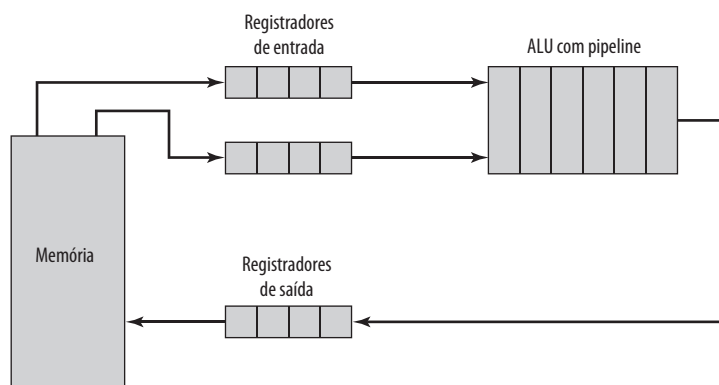 Registradores
de entrada
ALU com pipeline
Memória
Registradores
de saída